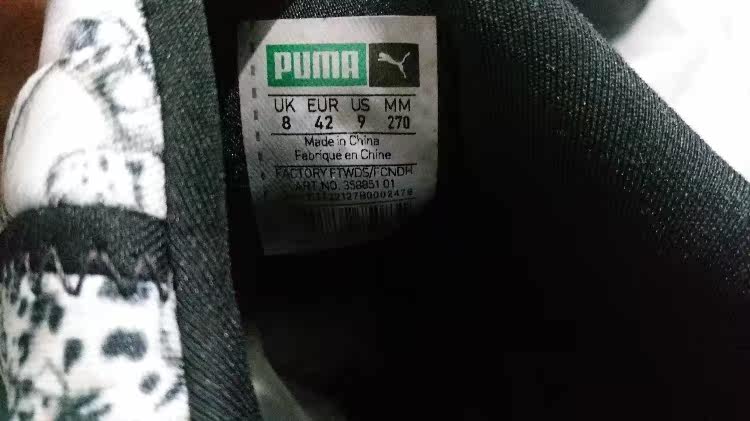 PUMA
UK EUR US MM
8 42 9 270
Made in China
Fabriqué en Chine
FACTORY FTWDS/FCNDH
ART NO. 358851 01